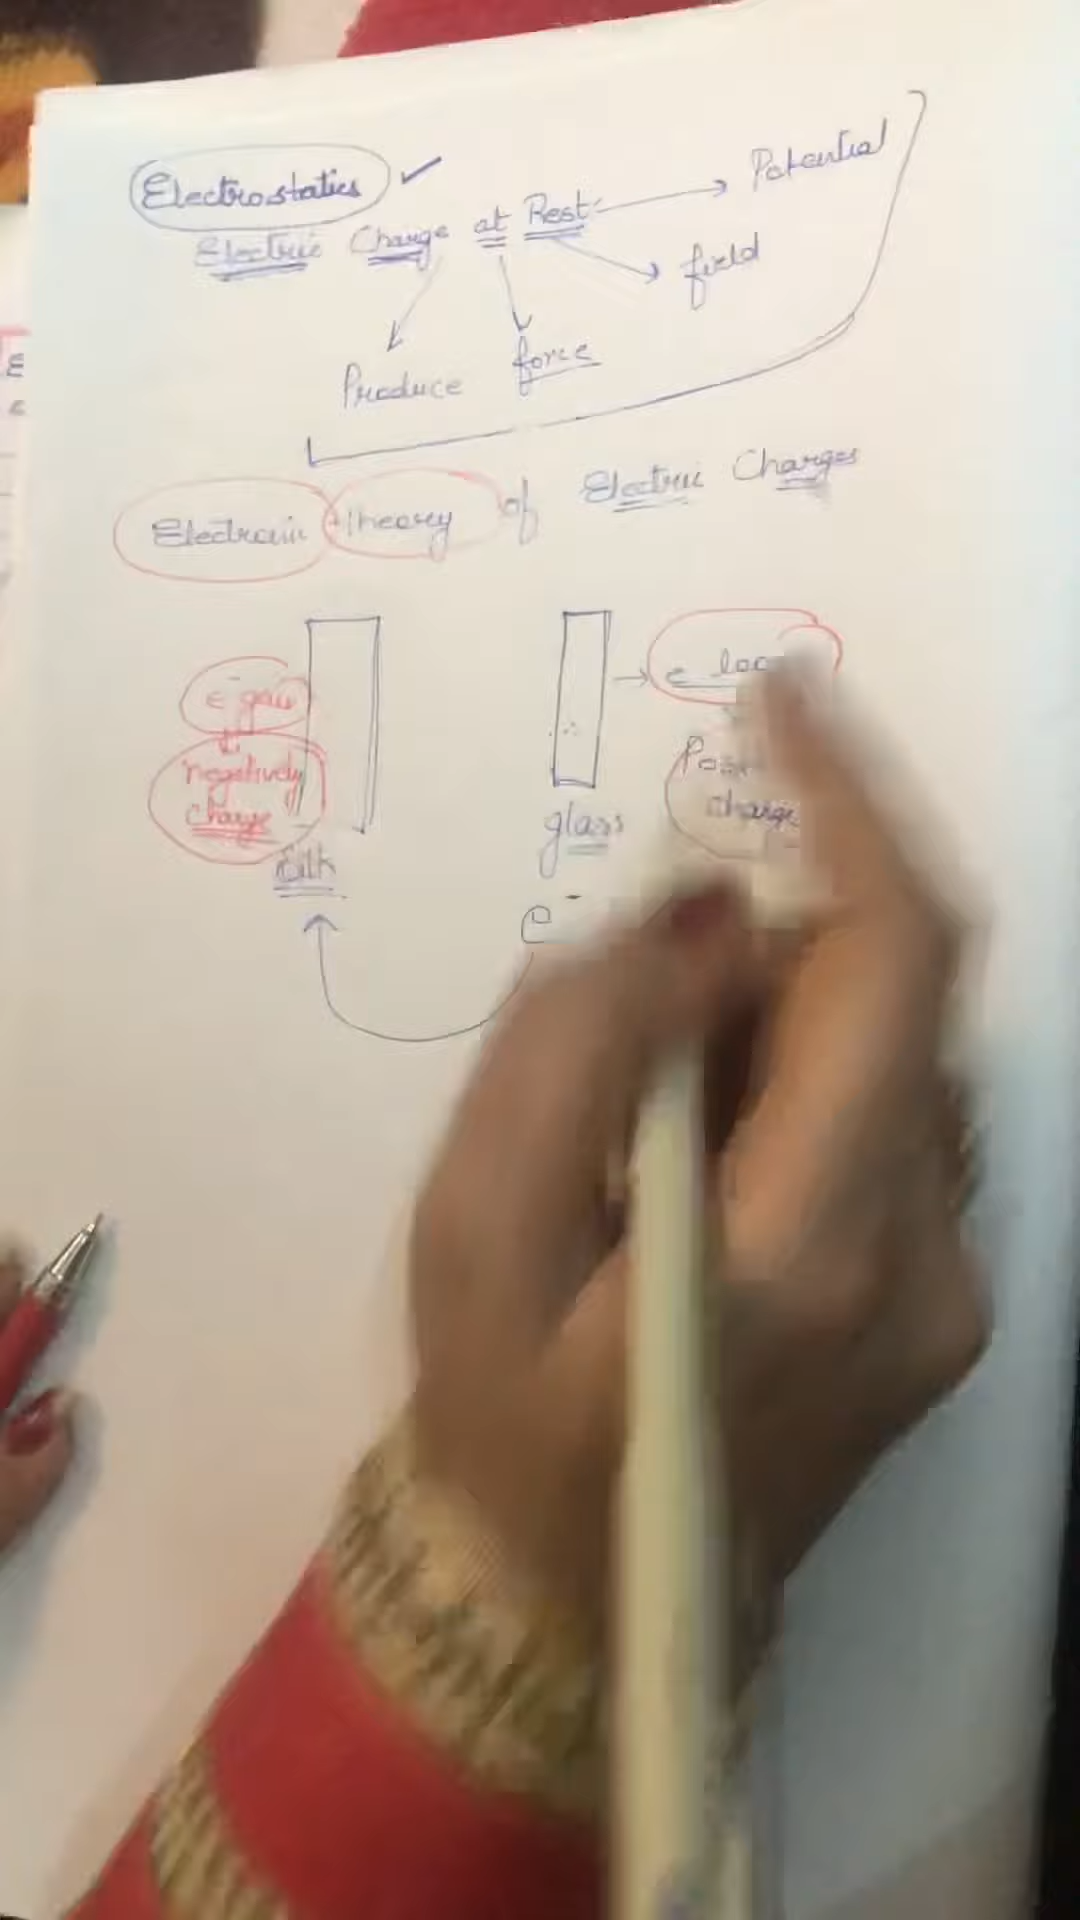 Electrostatics
Electric Charge at Rest → Potential
field
Produce force
Electronic theory of Electric Charges
e⁻ gain
negatively
Charge
Silk
glass
charge
e⁻